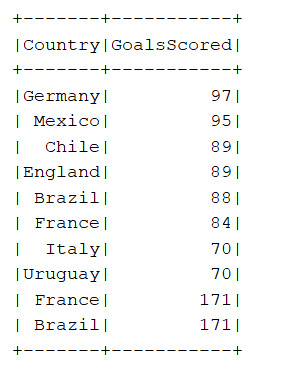 +-------+-----------+
|Country|GoalsScored|
+-------+-----------+
|Germany|         97|
| Mexico|         95|
|  Chile|         89|
|England|         89|
| Brazil|         88|
| France|         84|
|  Italy|         70|
|Uruguay|         70|
| France|        171|
| Brazil|        171|
+-------+-----------+